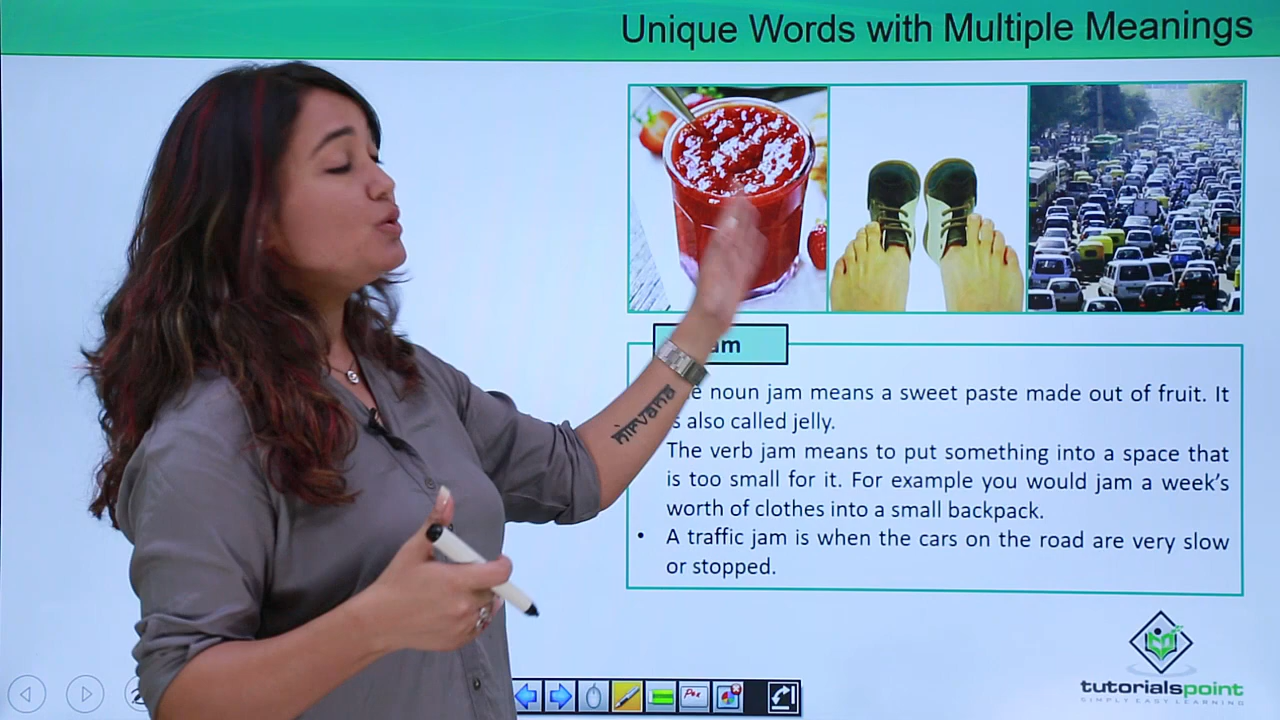 Unique Words with Multiple Meanings
noun jam means a sweet paste made out of fruit. It
also called jelly.
The verb jam means to put something into a space that
is too small for it. For example you would jam a week's
worth of clothes into a small backpack.
• A traffic jam is when the cars on the road are very slow
or stopped.
nirvana
tutorialspoint
SIMPLY EASY LEARNING